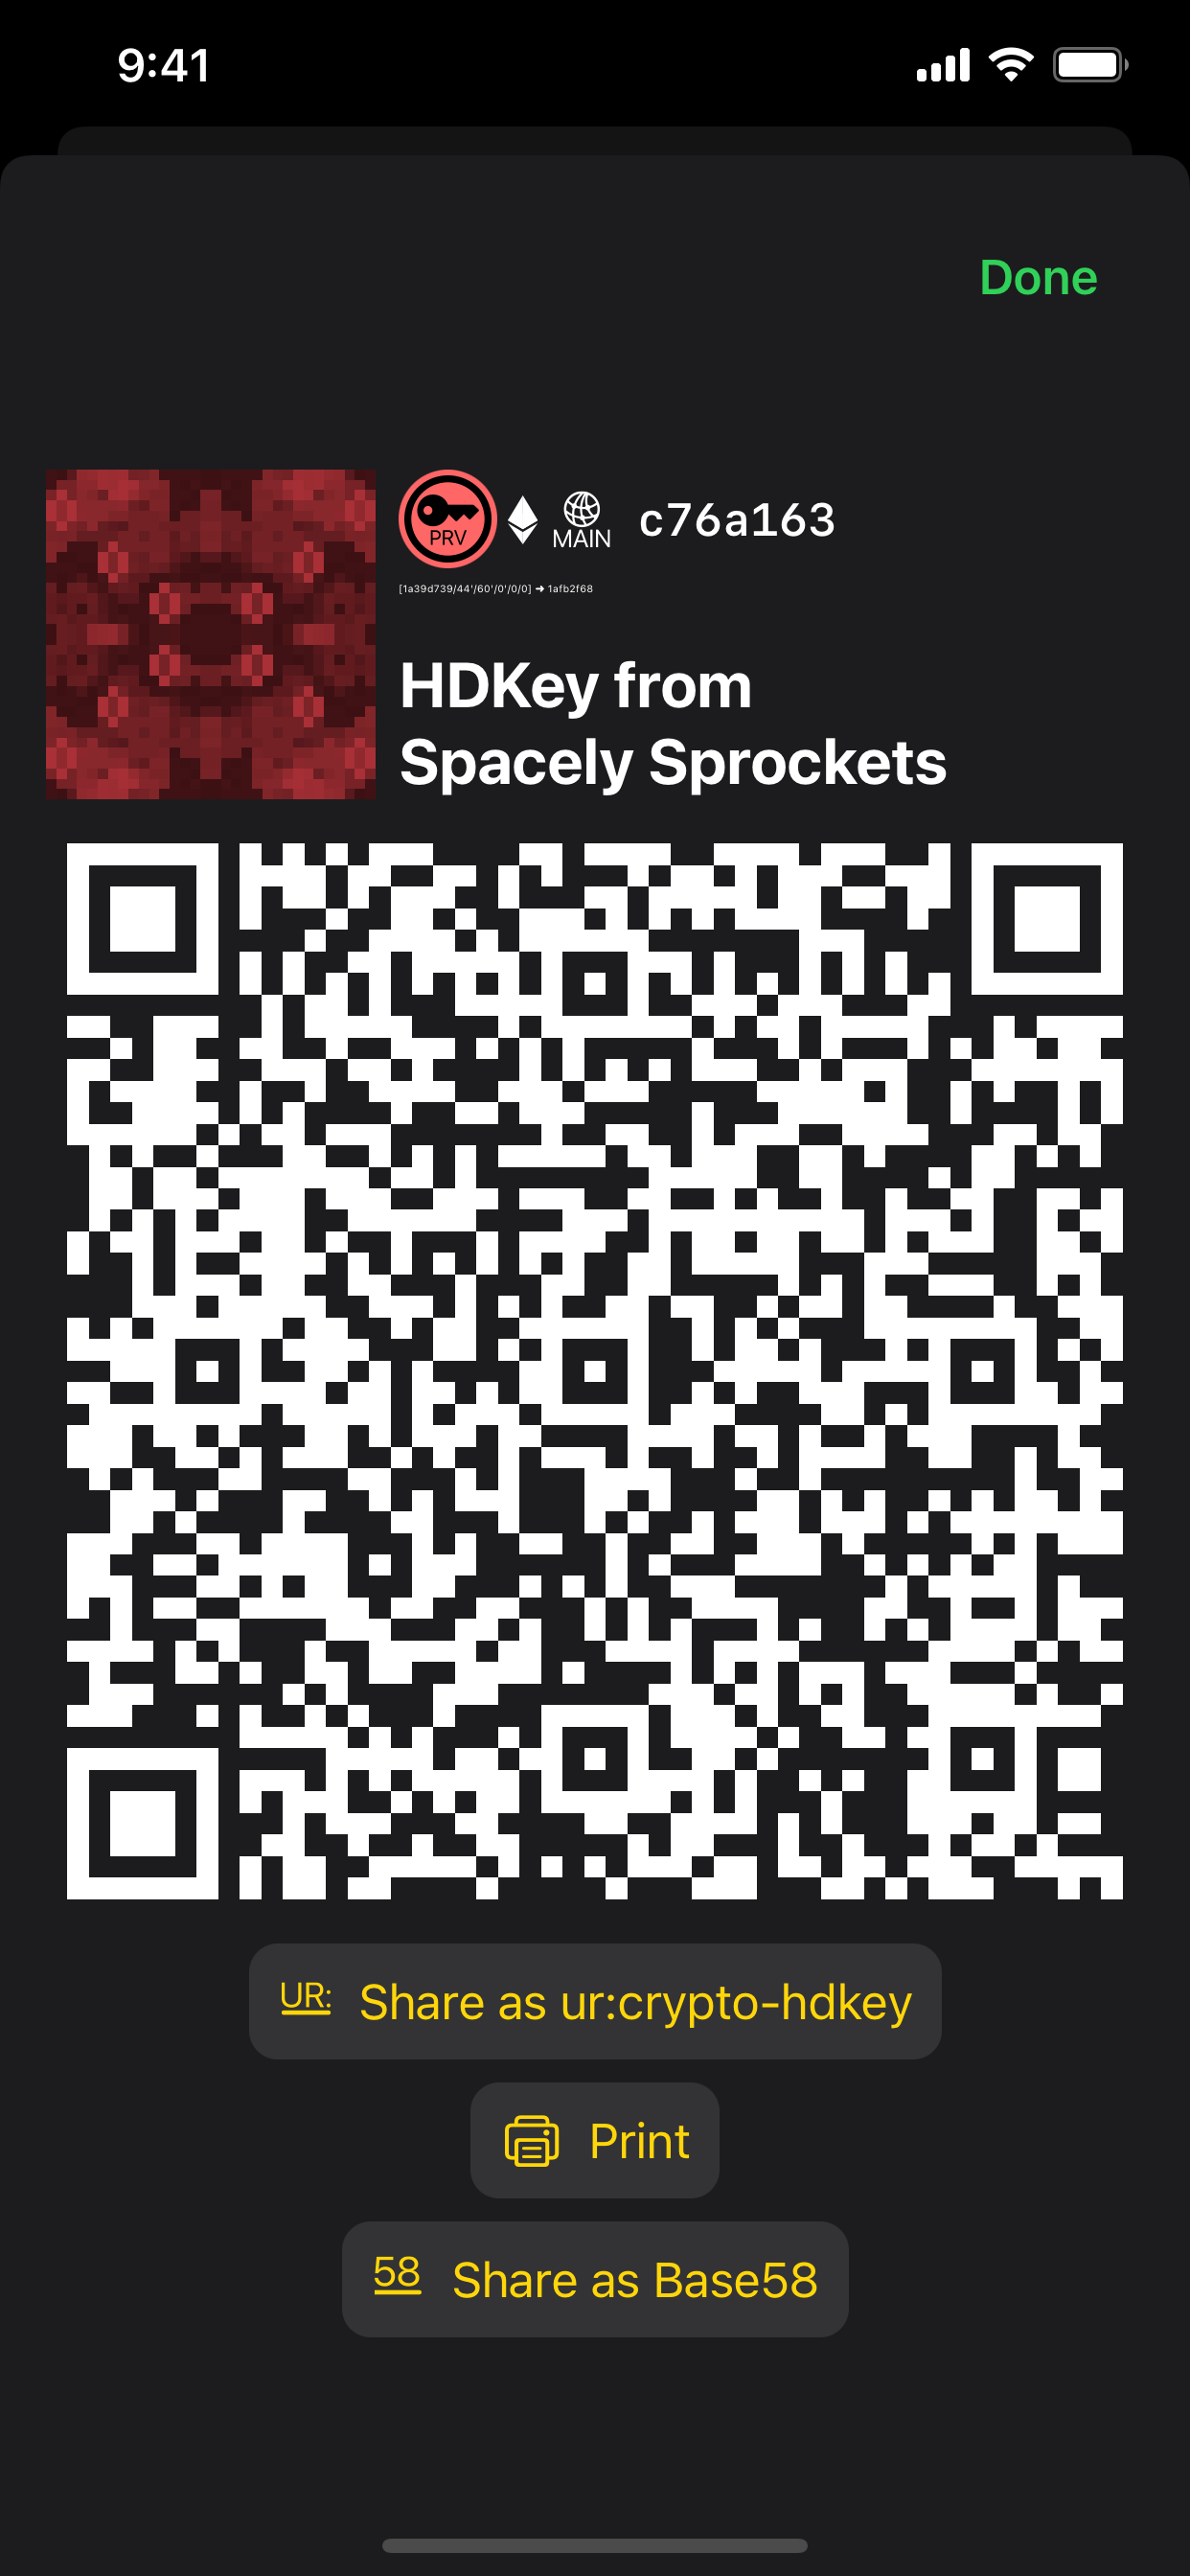 9:41
Done
PRV
MAIN
c76a163
[1a39d739/44'/60'/0'/0/0] ➜ 1afb2f68
HDKey from
Spacely Sprockets
UR: Share as ur:crypto-hdkey
Print
58 Share as Base58